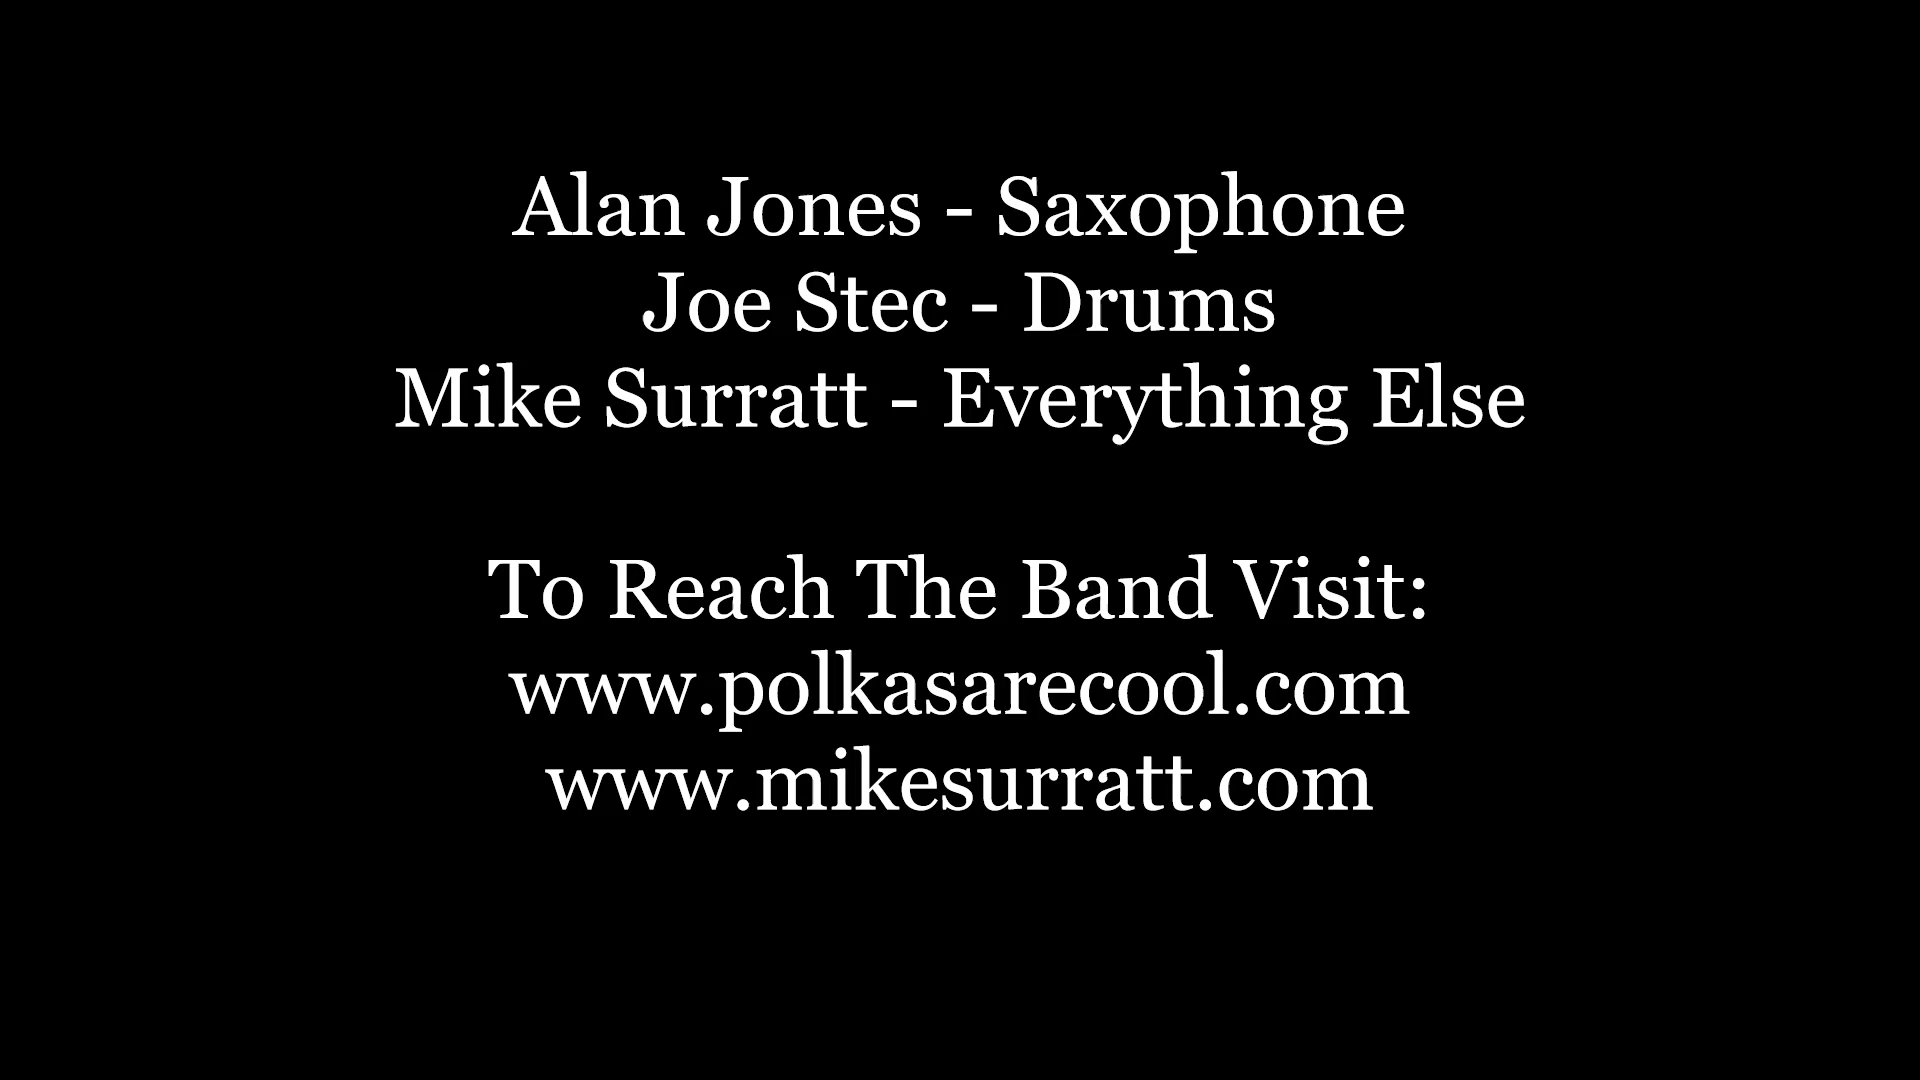 Alan Jones - Saxophone
Joe Stec - Drums
Mike Surratt - Everything Else
To Reach The Band Visit:
www.polkasarecool.com
www.mikesurratt.com